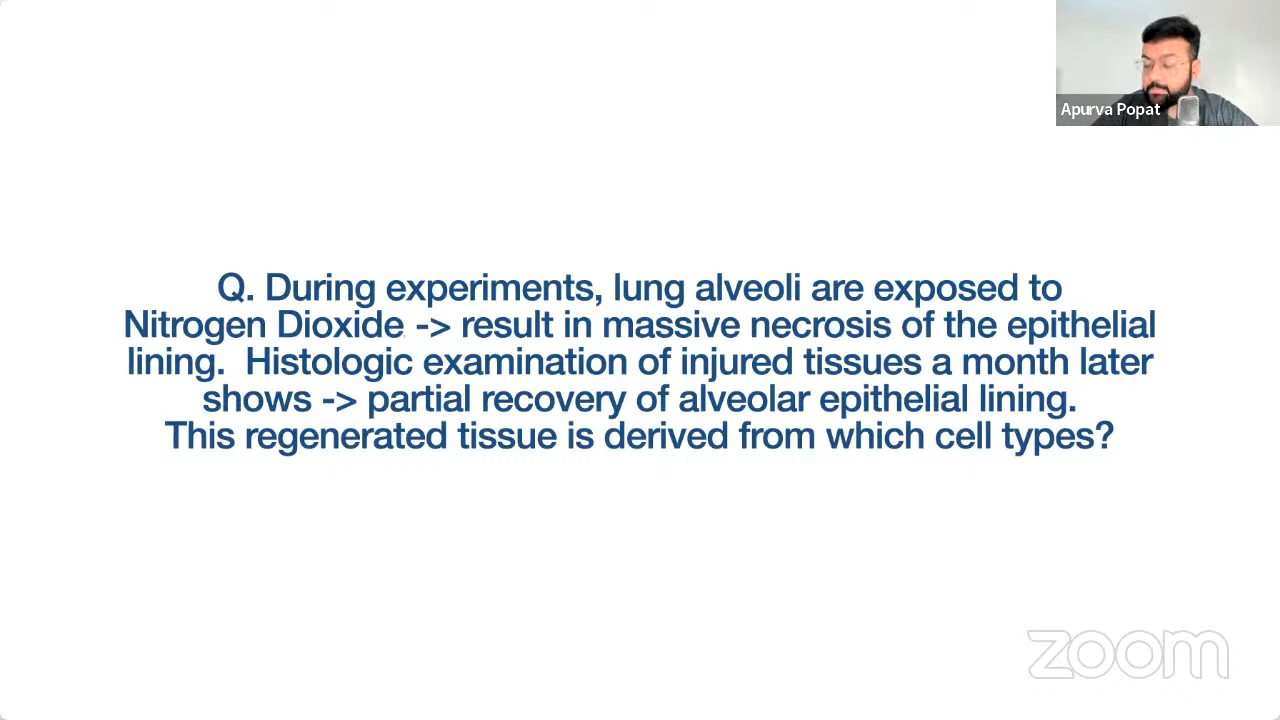 Apurva Popat
Q. During experiments, lung alveoli are exposed to
Nitrogen Dioxide -> result in massive necrosis of the epithelial
lining.  Histologic examination of injured tissues a month later
shows -> partial recovery of alveolar epithelial lining.
This regenerated tissue is derived from which cell types?
zoom